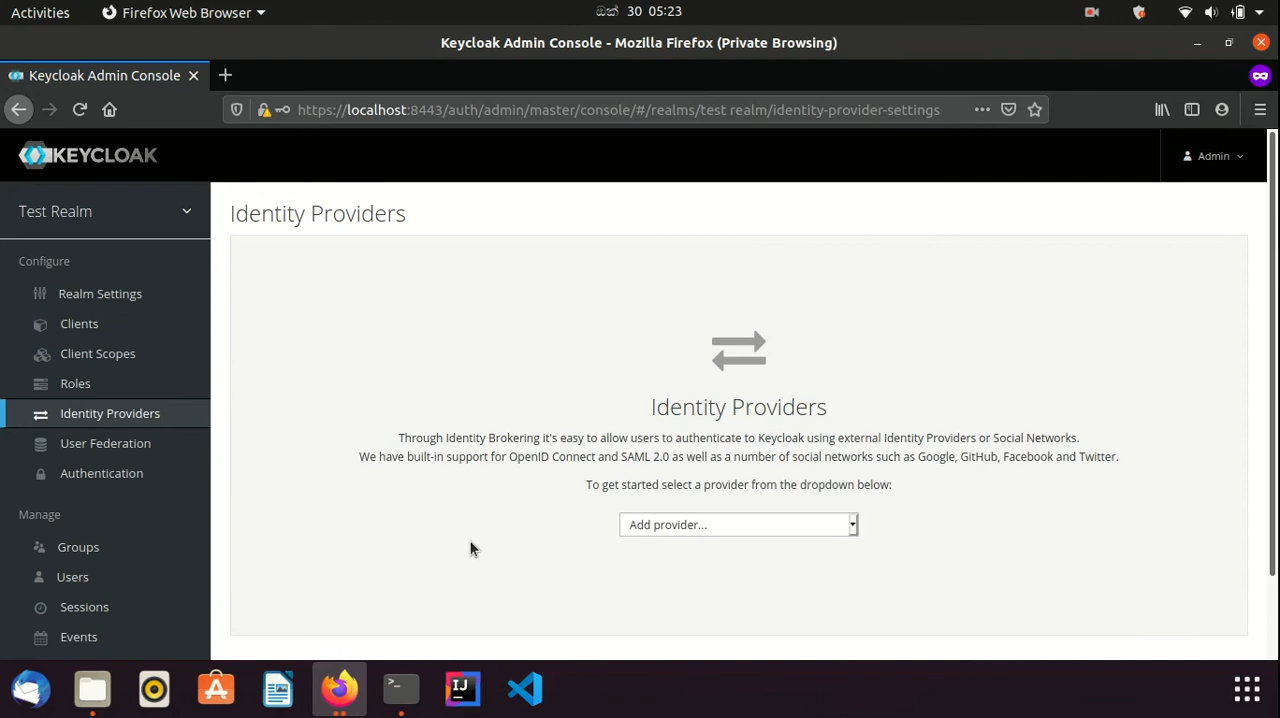 Activities
Firefox Web Browser
ඔක් 30 05:23
Keycloak Admin Console - Mozilla Firefox (Private Browsing)
Keycloak Admin Console
https://localhost:8443/auth/admin/master/console/#/realms/test realm/identity-provider-settings
KEYCLOAK
Admin
Test Realm
Configure
Realm Settings
Clients
Client Scopes
Roles
Identity Providers
User Federation
Authentication
Manage
Groups
Users
Sessions
Events
Identity Providers
Identity Providers
Through Identity Brokering it's easy to allow users to authenticate to Keycloak using external Identity Providers or Social Networks.
We have built-in support for OpenID Connect and SAML 2.0 as well as a number of social networks such as Google, GitHub, Facebook and Twitter.
To get started select a provider from the dropdown below:
Add provider...
IJ